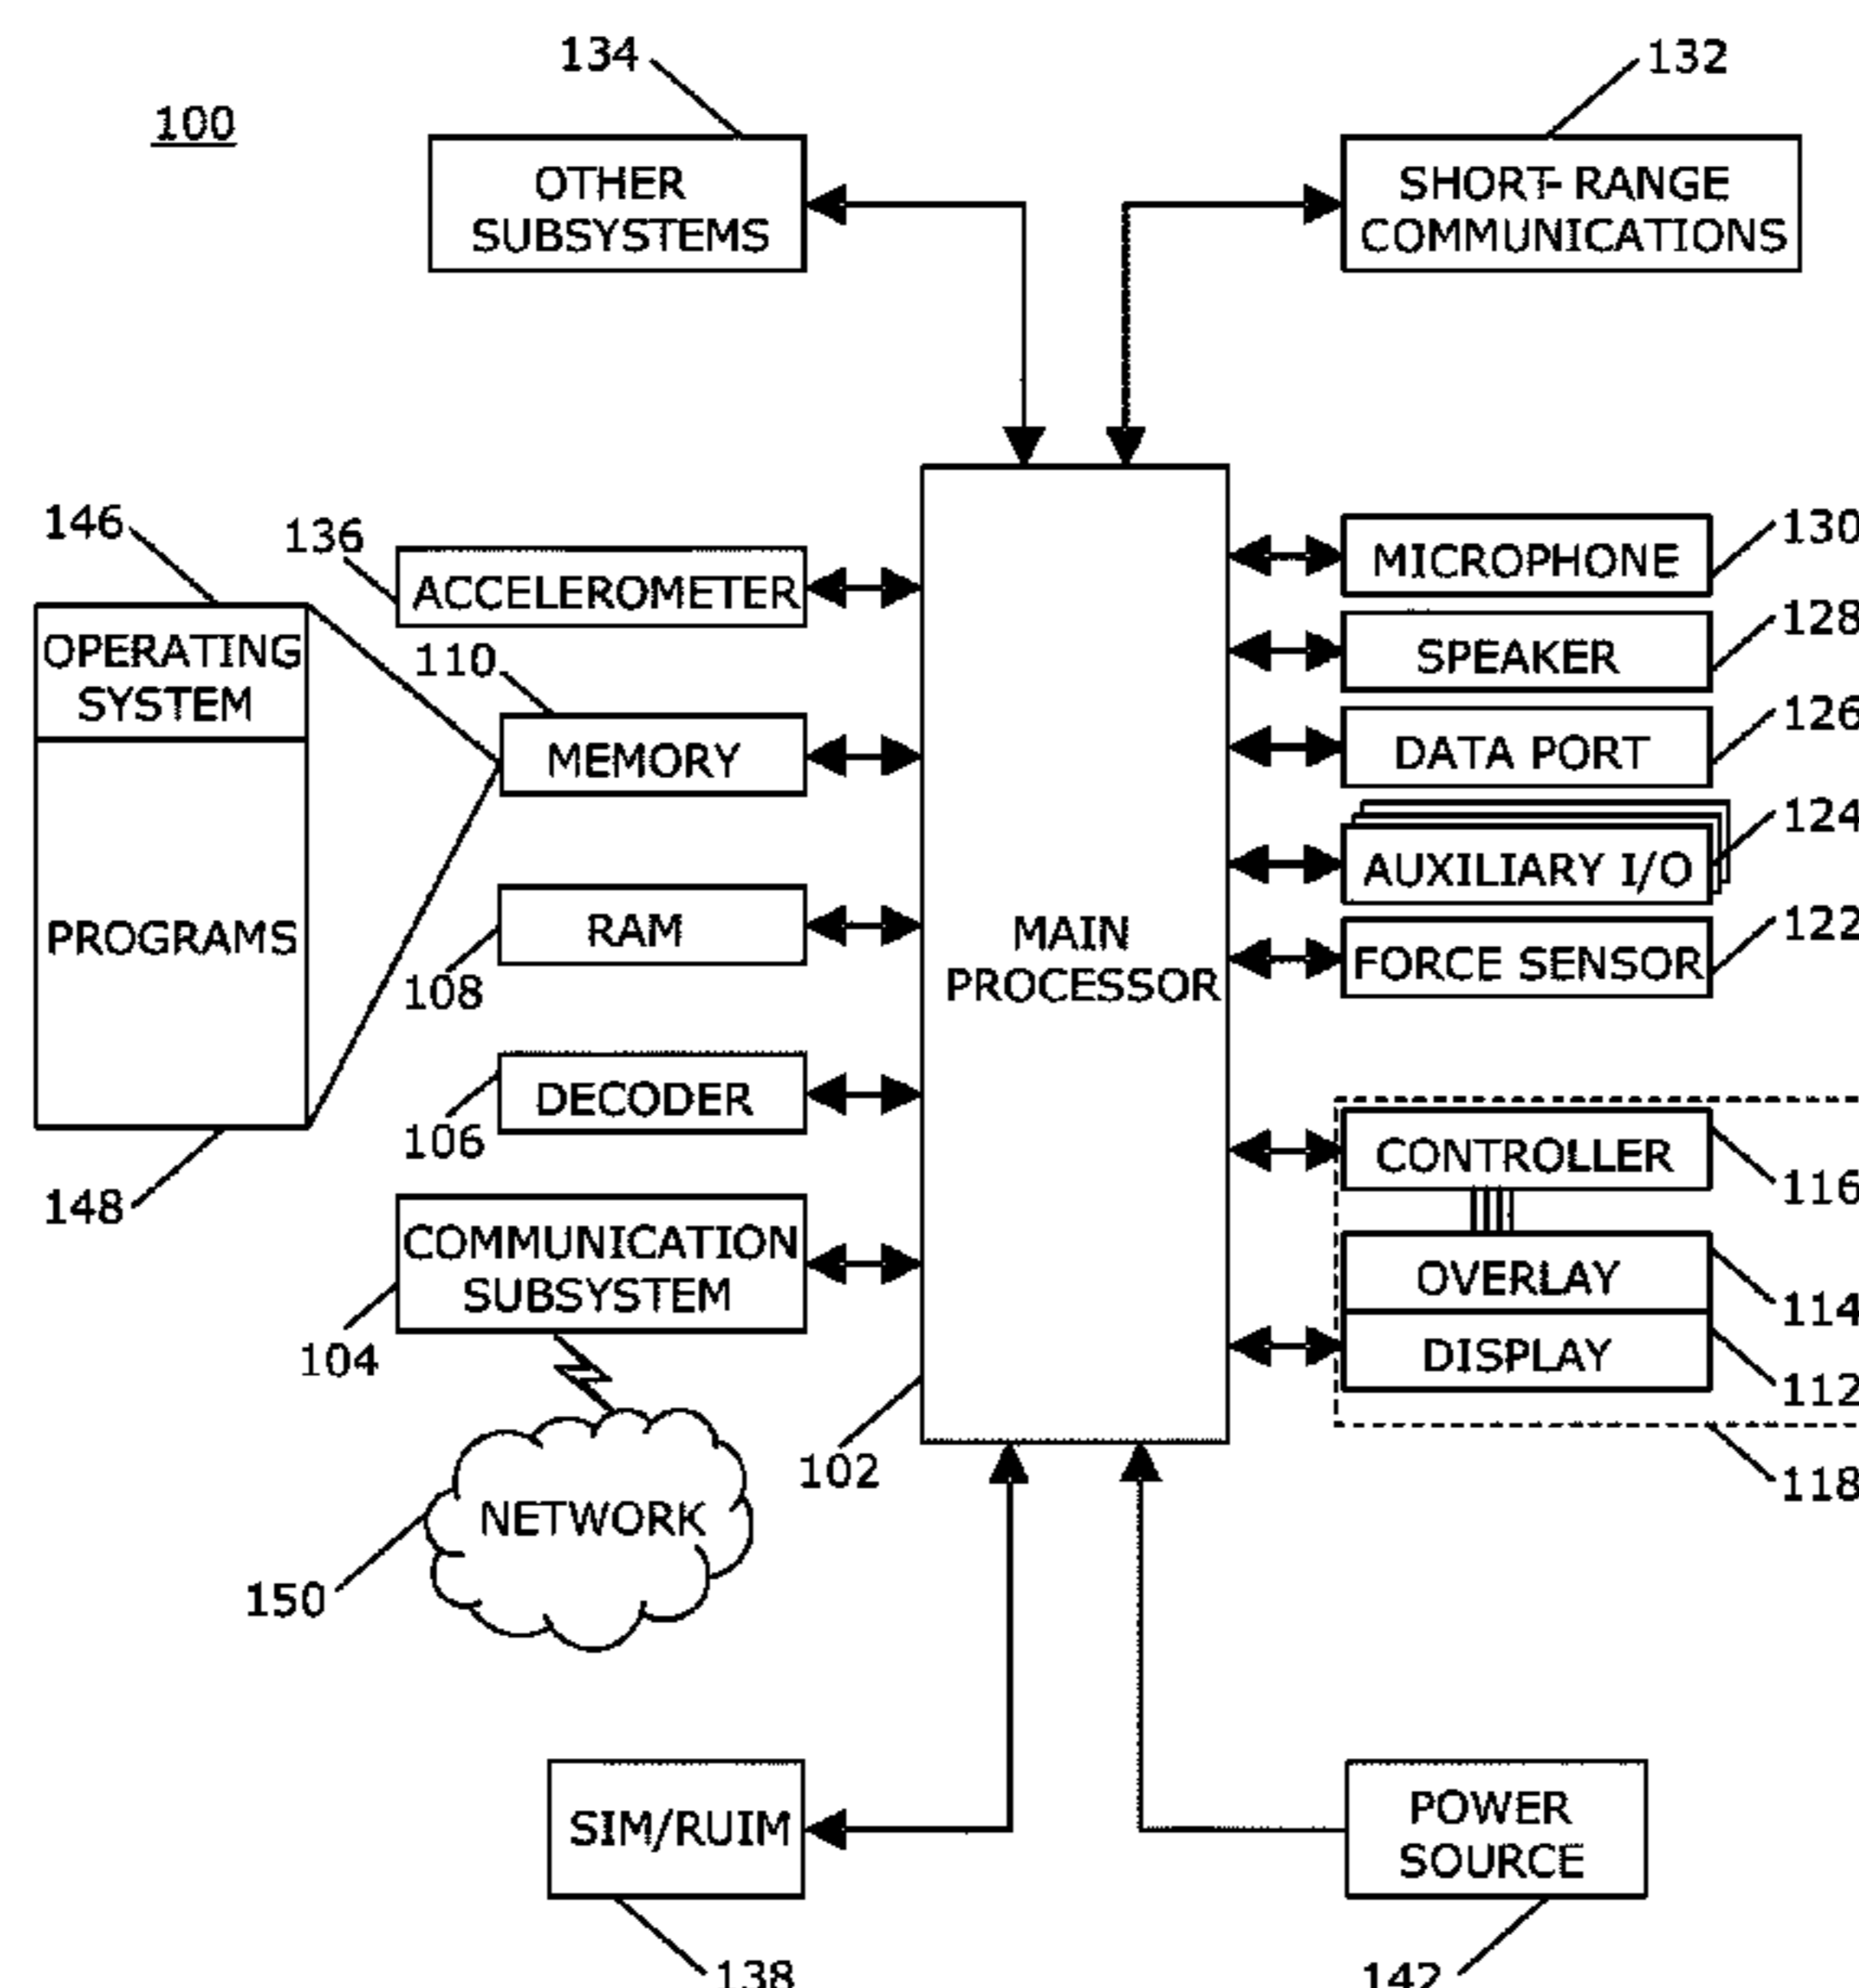 134
132
100
OTHER
SUBSYSTEMS
SHORT-RANGE
COMMUNICATIONS
146
136
ACCELEROMETER
MICROPHONE
130
OPERATING
SYSTEM
110
MEMORY
SPEAKER
128
DATA PORT
126
PROGRAMS
RAM
108
MAIN
PROCESSOR
AUXILIARY I/O
124
FORCE SENSOR
122
DECODER
106
148
CONTROLLER
116
COMMUNICATION
SUBSYSTEM
104
OVERLAY
114
DISPLAY
112
102
118
NETWORK
150
SIM/RUIM
POWER
SOURCE
138
142